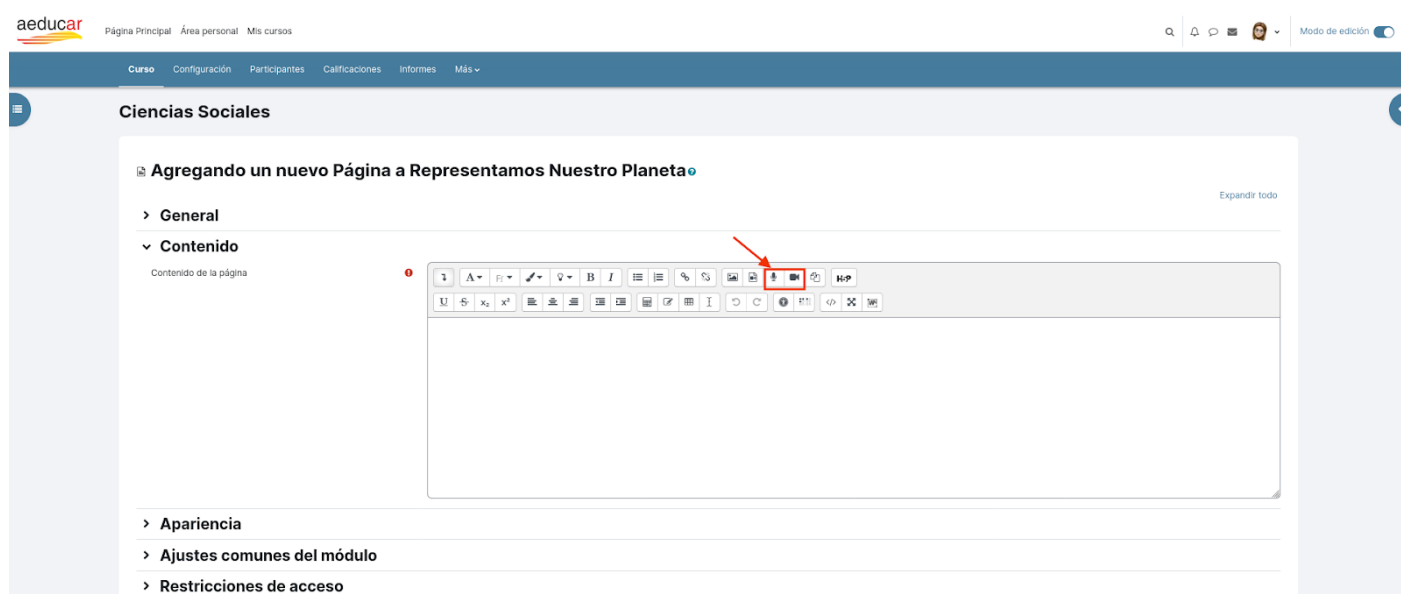 aeducar
Página Principal Área personal Mis cursos
Modo de edición
Curso Configuración Participantes Calificaciones Informes Más
Ciencias Sociales
Agregando un nuevo Página a Representamos Nuestro Planeta
Expandir todo
General
Contenido
Contenido de la página
A B I H-P
U S x₂ x²
Apariencia
Ajustes comunes del módulo
Restricciones de acceso